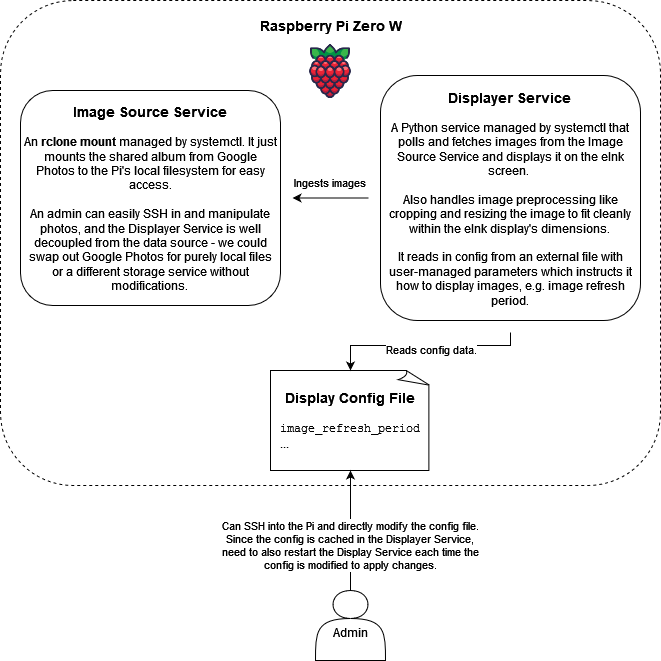 Raspberry Pi Zero W
Image Source Service
An rclone mount managed by systemctl. It just
mounts the shared album from Google
Photos to the Pi's local filesystem for easy
access.
An admin can easily SSH in and manipulate
photos, and the Displayer Service is well
decoupled from the data source - we could
swap out Google Photos for purely local files
or a different storage service without
modifications.
Ingests images
Displayer Service
A Python service managed by systemctl that
polls and fetches images from the Image
Source Service and displays it on the eInk
screen.
Also handles image preprocessing like
cropping and resizing the image to fit cleanly
within the eInk display's dimensions.
It reads in config from an external file with
user-managed parameters which instructs it
how to display images, e.g. image refresh
period.
Reads config data.
Display Config File
image_refresh_period
...
Can SSH into the Pi and directly modify the config file.
Since the config is cached in the Displayer Service,
need to also restart the Display Service each time the
config is modified to apply changes.
Admin